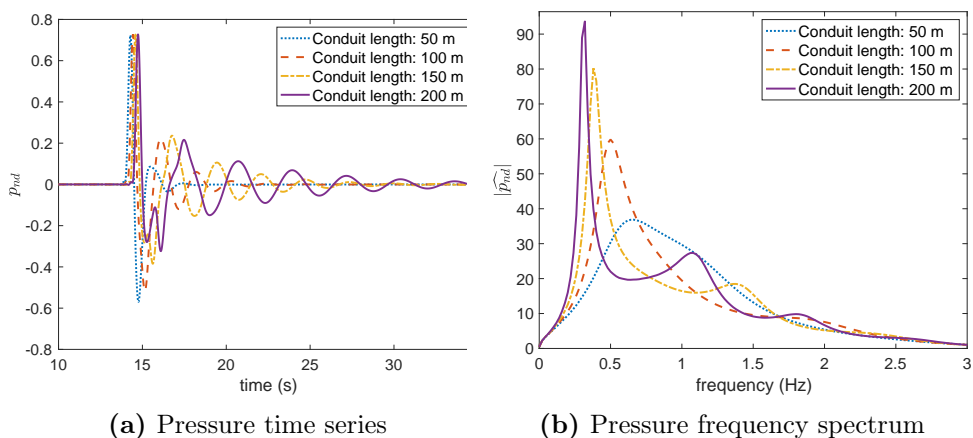 0.8
0.6
0.4
0.2
0
-0.2
-0.4
-0.6
-0.8
10
15
20
25
30
time (s)
p_nd
Conduit length: 50 m
Conduit length: 100 m
Conduit length: 150 m
Conduit length: 200 m
(a) Pressure time series
90
80
70
60
50
40
30
20
10
0
0
0.5
1
1.5
2
2.5
3
frequency (Hz)
|p̂_nd|
Conduit length: 50 m
Conduit length: 100 m
Conduit length: 150 m
Conduit length: 200 m
(b) Pressure frequency spectrum